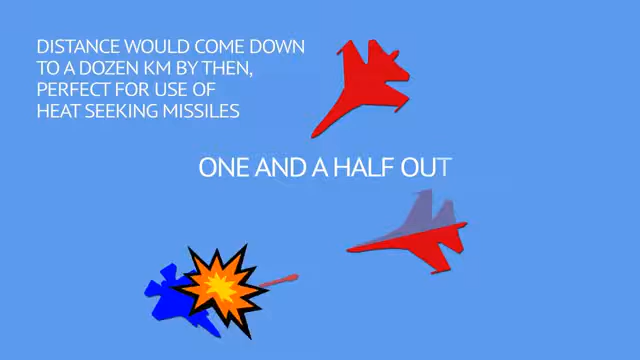 DISTANCE WOULD COME DOWN
TO A DOZEN KM BY THEN,
PERFECT FOR USE OF
HEAT SEEKING MISSILES
ONE AND A HALF OUT